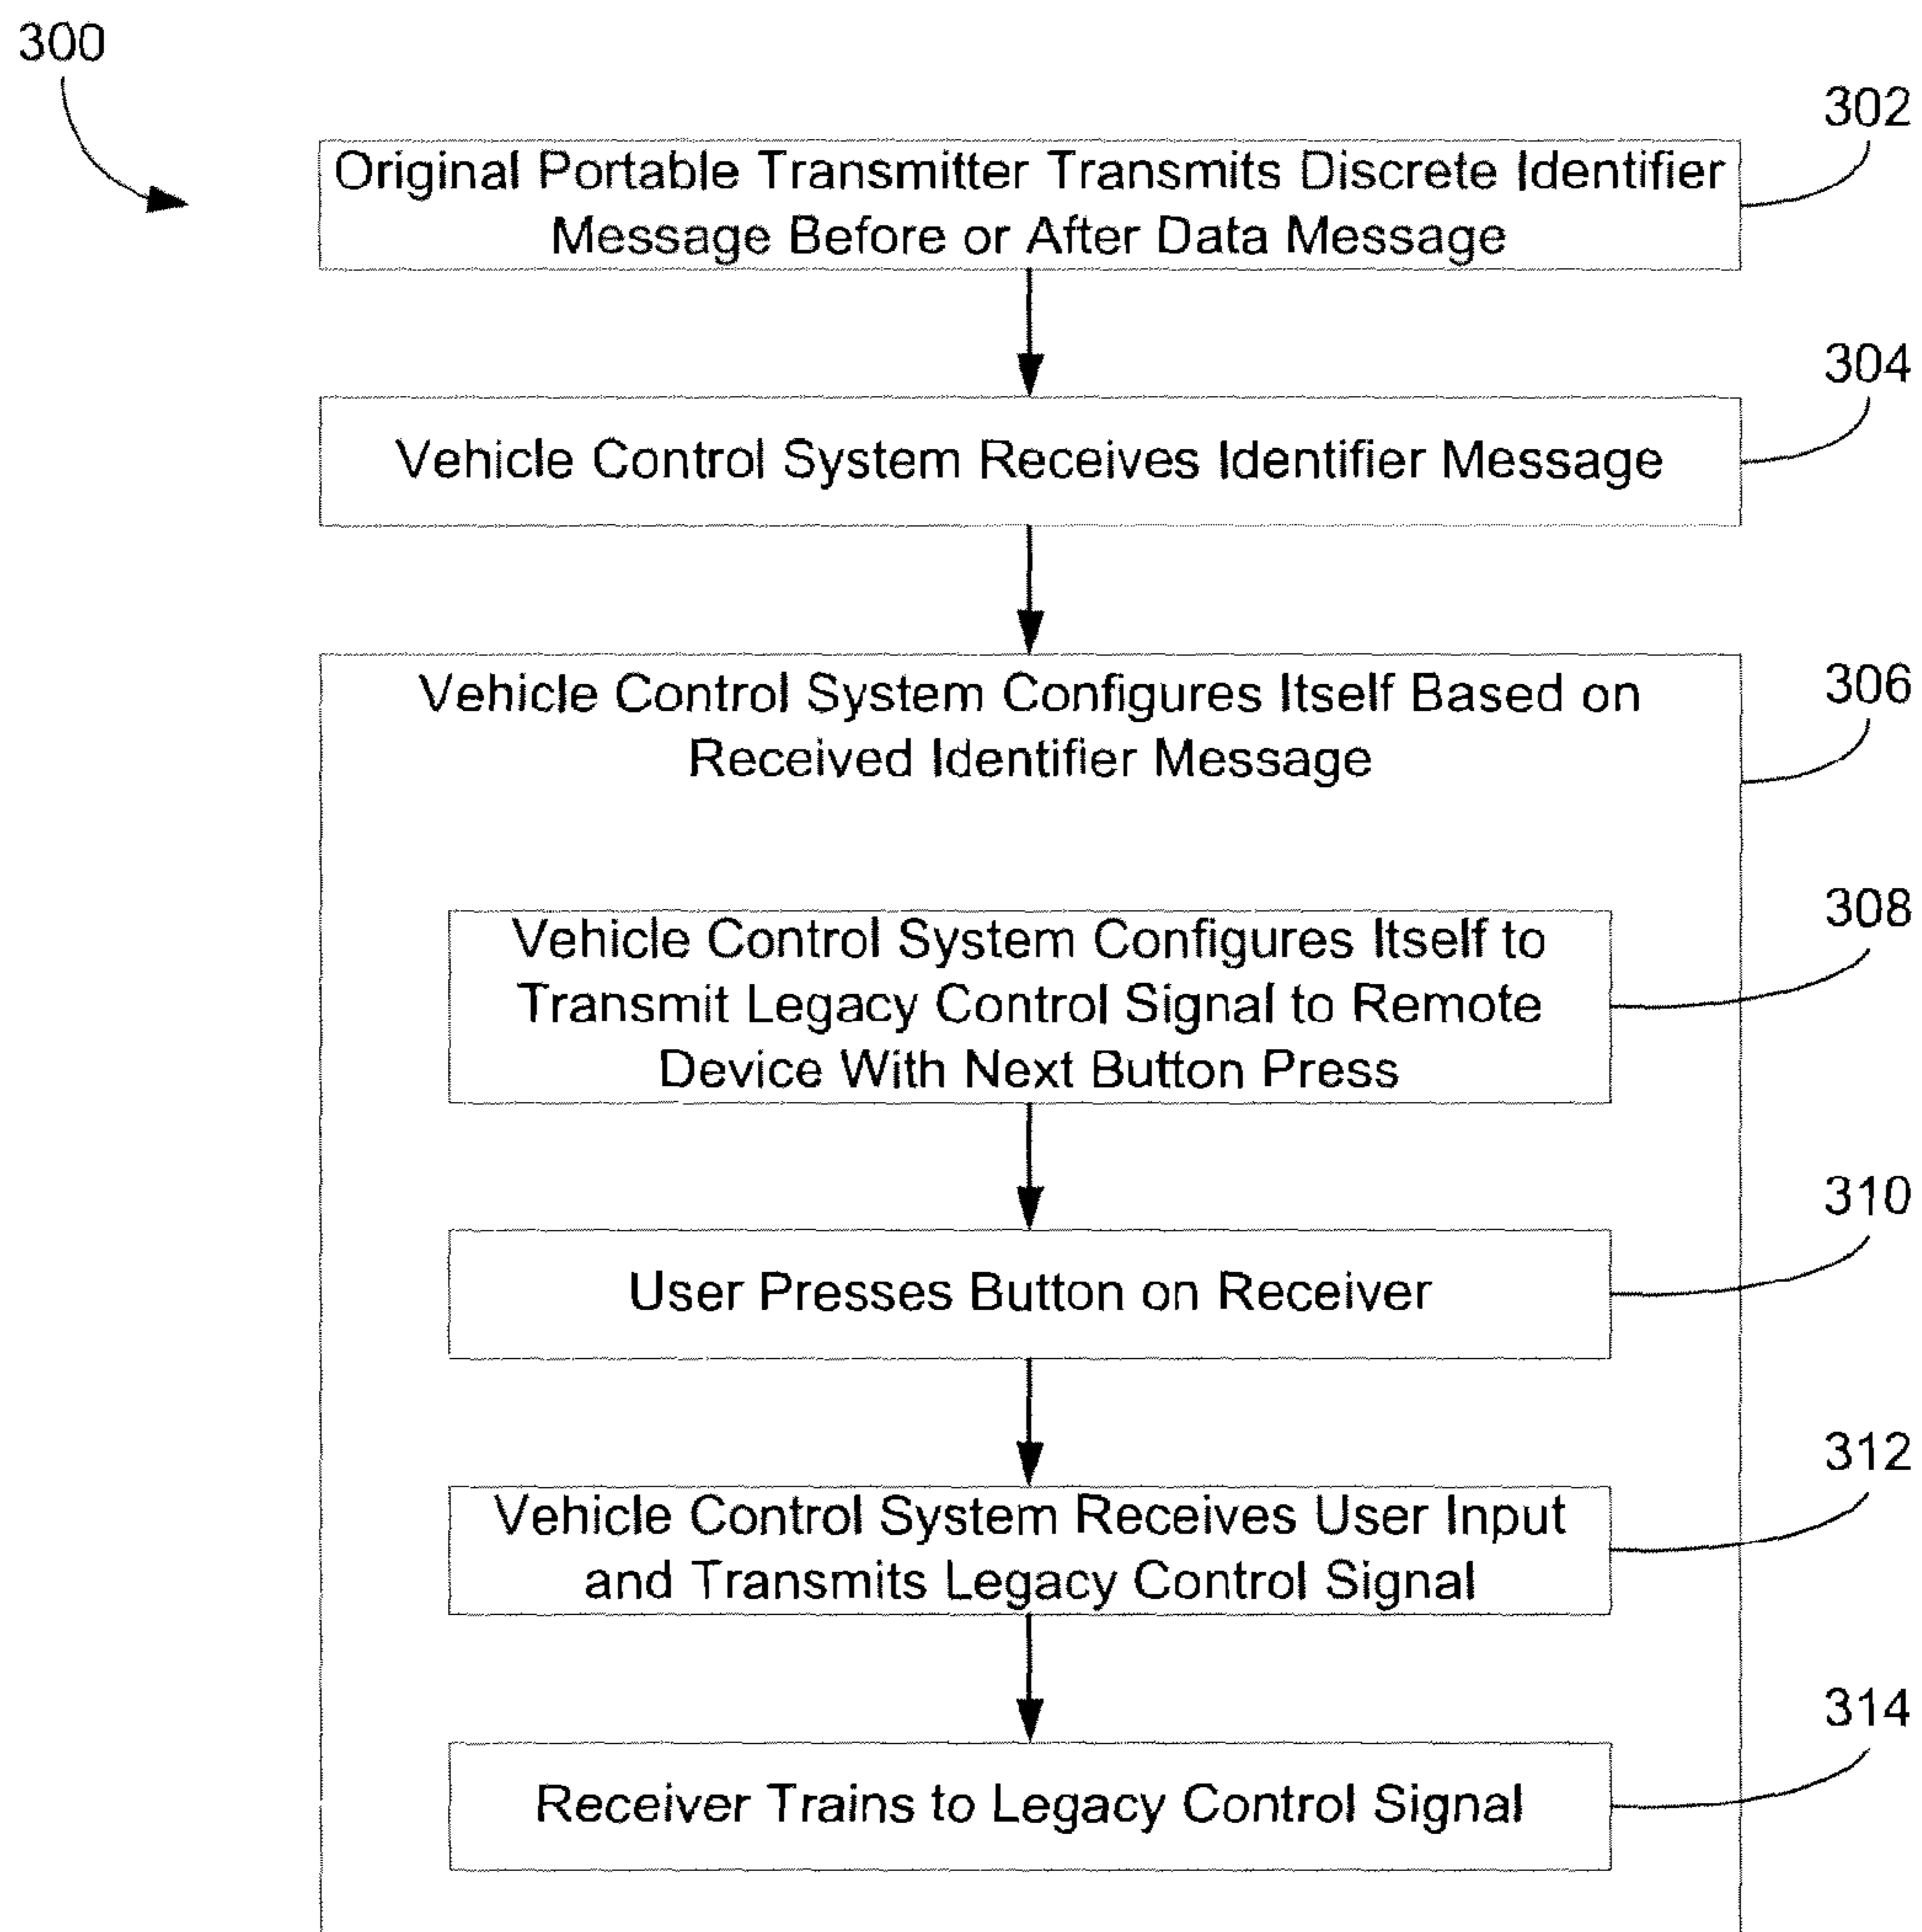 300
302
Original Portable Transmitter Transmits Discrete Identifier
Message Before or After Data Message
304
Vehicle Control System Receives Identifier Message
306
Vehicle Control System Configures Itself Based on
Received Identifier Message
308
Vehicle Control System Configures Itself to
Transmit Legacy Control Signal to Remote
Device With Next Button Press
310
User Presses Button on Receiver
312
Vehicle Control System Receives User Input
and Transmits Legacy Control Signal
314
Receiver Trains to Legacy Control Signal